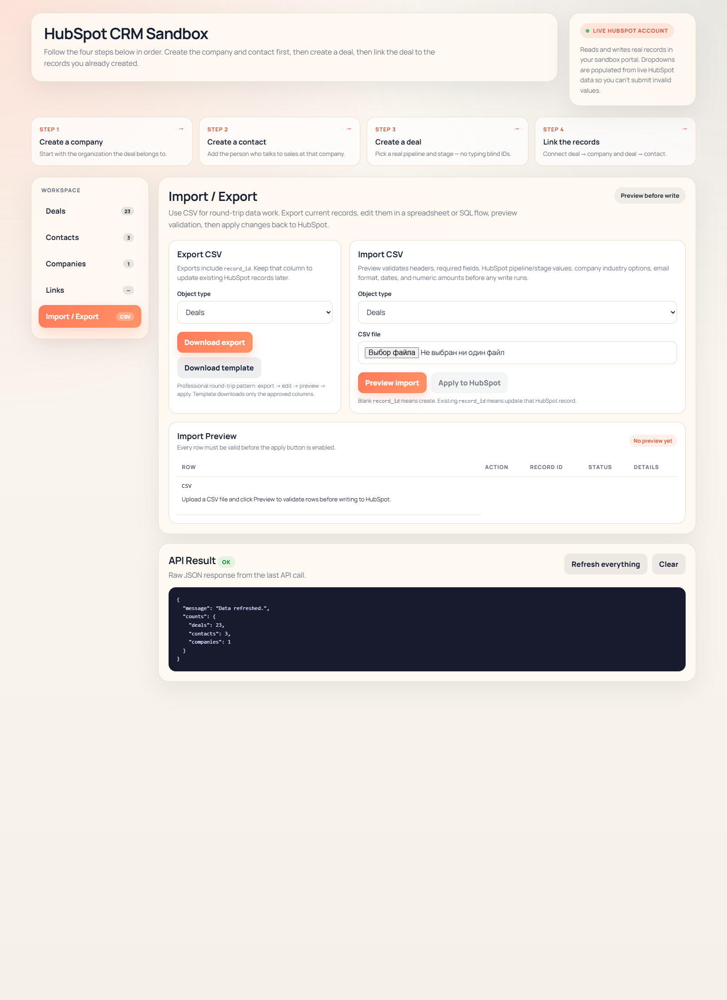 HubSpot CRM Sandbox
Follow the four steps below in order. Create the company and contact first, then create a deal, then link the deal to the
records you already created.
LIVE HUBSPOT ACCOUNT
Reads and writes real records in
your sandbox portal. Dropdowns
are populated from live HubSpot
data so you can't submit invalid
values.
STEP 1 →
Create a company
Start with the organization the deal belongs to.
STEP 2 →
Create a contact
Add the person who talks to sales at that company.
STEP 3 →
Create a deal
Pick a real pipeline and stage — no typing blind IDs.
STEP 4 →
Link the records
Connect deal → company and deal → contact.
WORKSPACE
Deals 23
Contacts 3
Companies 1
Links —
Import / Export CSV
Import / Export
Preview before write
Use CSV for round-trip data work. Export current records, edit them in a spreadsheet or SQL flow, preview
validation, then apply changes back to HubSpot.
Export CSV
Exports include record_id. Keep that column to
update existing HubSpot records later.
Object type
Deals
Download export
Download template
Professional round-trip pattern: export → edit → preview →
apply. Template downloads only the approved columns.
Import CSV
Preview validates headers, required fields, HubSpot pipeline/stage values, company industry options, email
format, dates, and numeric amounts before any write runs.
Object type
Deals
CSV file
Выбор файла Не выбран ни один файл
Preview import Apply to HubSpot
Blank record_id means create. Existing record_id means update that HubSpot record.
Import Preview
Every row must be valid before the apply button is enabled.
No preview yet
ROW ACTION RECORD ID STATUS DETAILS
CSV
Upload a CSV file and click Preview to validate rows before writing to HubSpot.
API Result OK
Raw JSON response from the last API call.
Refresh everything Clear
{
"message": "Data refreshed.",
"counts": {
"deals": 23,
"contacts": 3,
"companies": 1
}
}